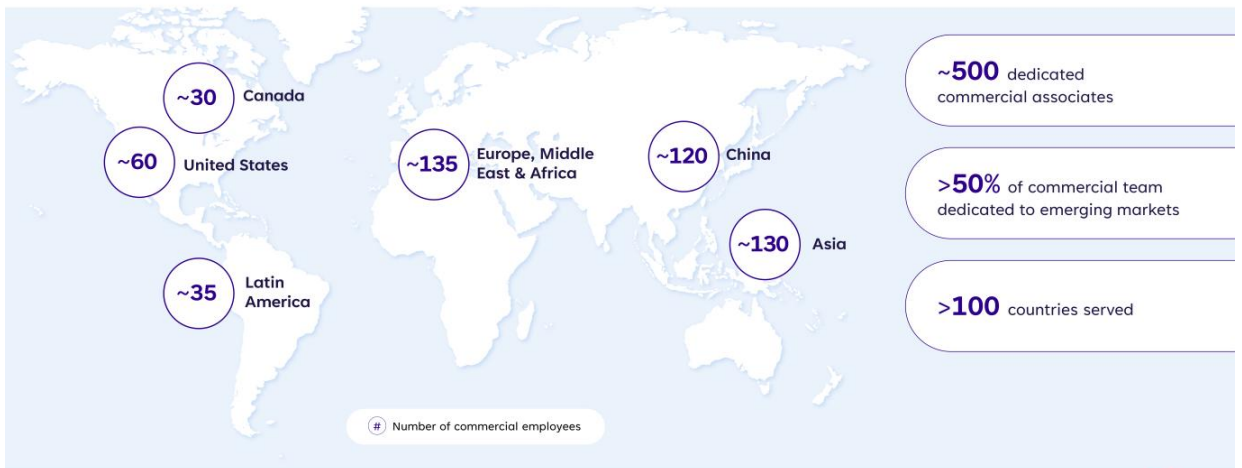 ~30 Canada
~60 United States
~135 Europe, Middle
East & Africa
~120 China
~130 Asia
~35 Latin
America
# Number of commercial employees
~500 dedicated
commercial associates
>50% of commercial team
dedicated to emerging markets
>100 countries served